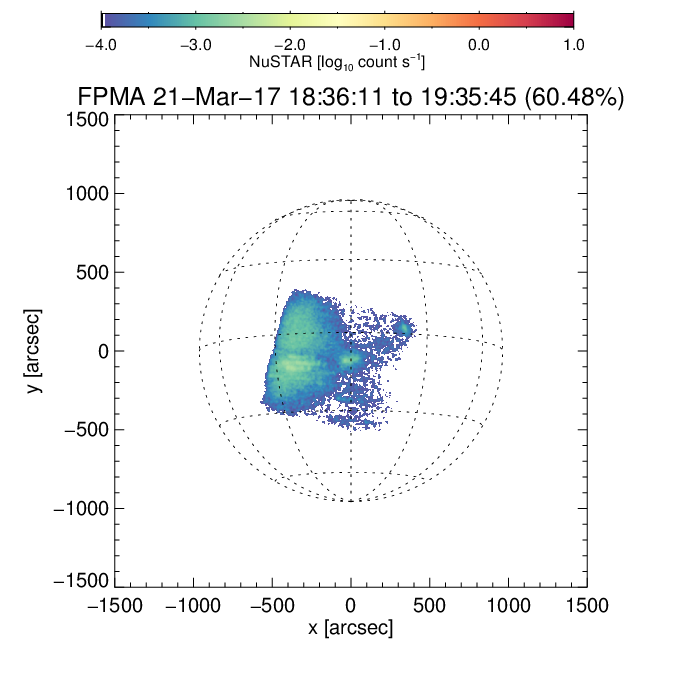 −4.0 −3.0 −2.0 −1.0 0.0 1.0
NuSTAR [log₁₀ count s⁻¹]
FPMA 21−Mar−17 18:36:11 to 19:35:45 (60.48%)
1500
1000
500
0
−500
−1000
−1500
y [arcsec]
−1500 −1000 −500 0 500 1000 1500
x [arcsec]